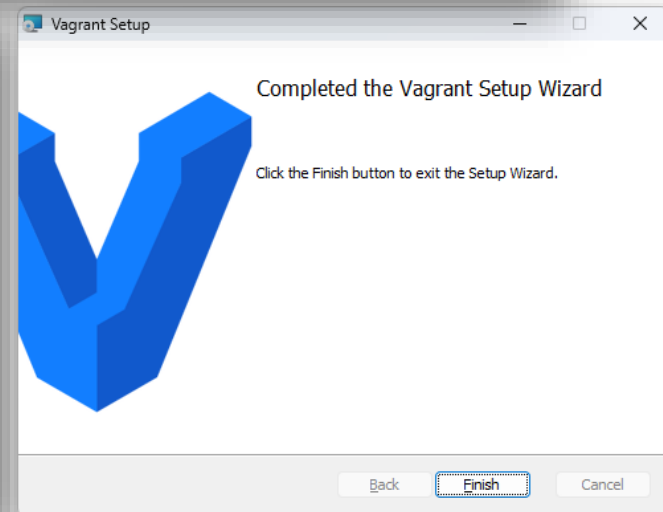 Vagrant Setup
Completed the Vagrant Setup Wizard
Click the Finish button to exit the Setup Wizard.
Back
Finish
Cancel